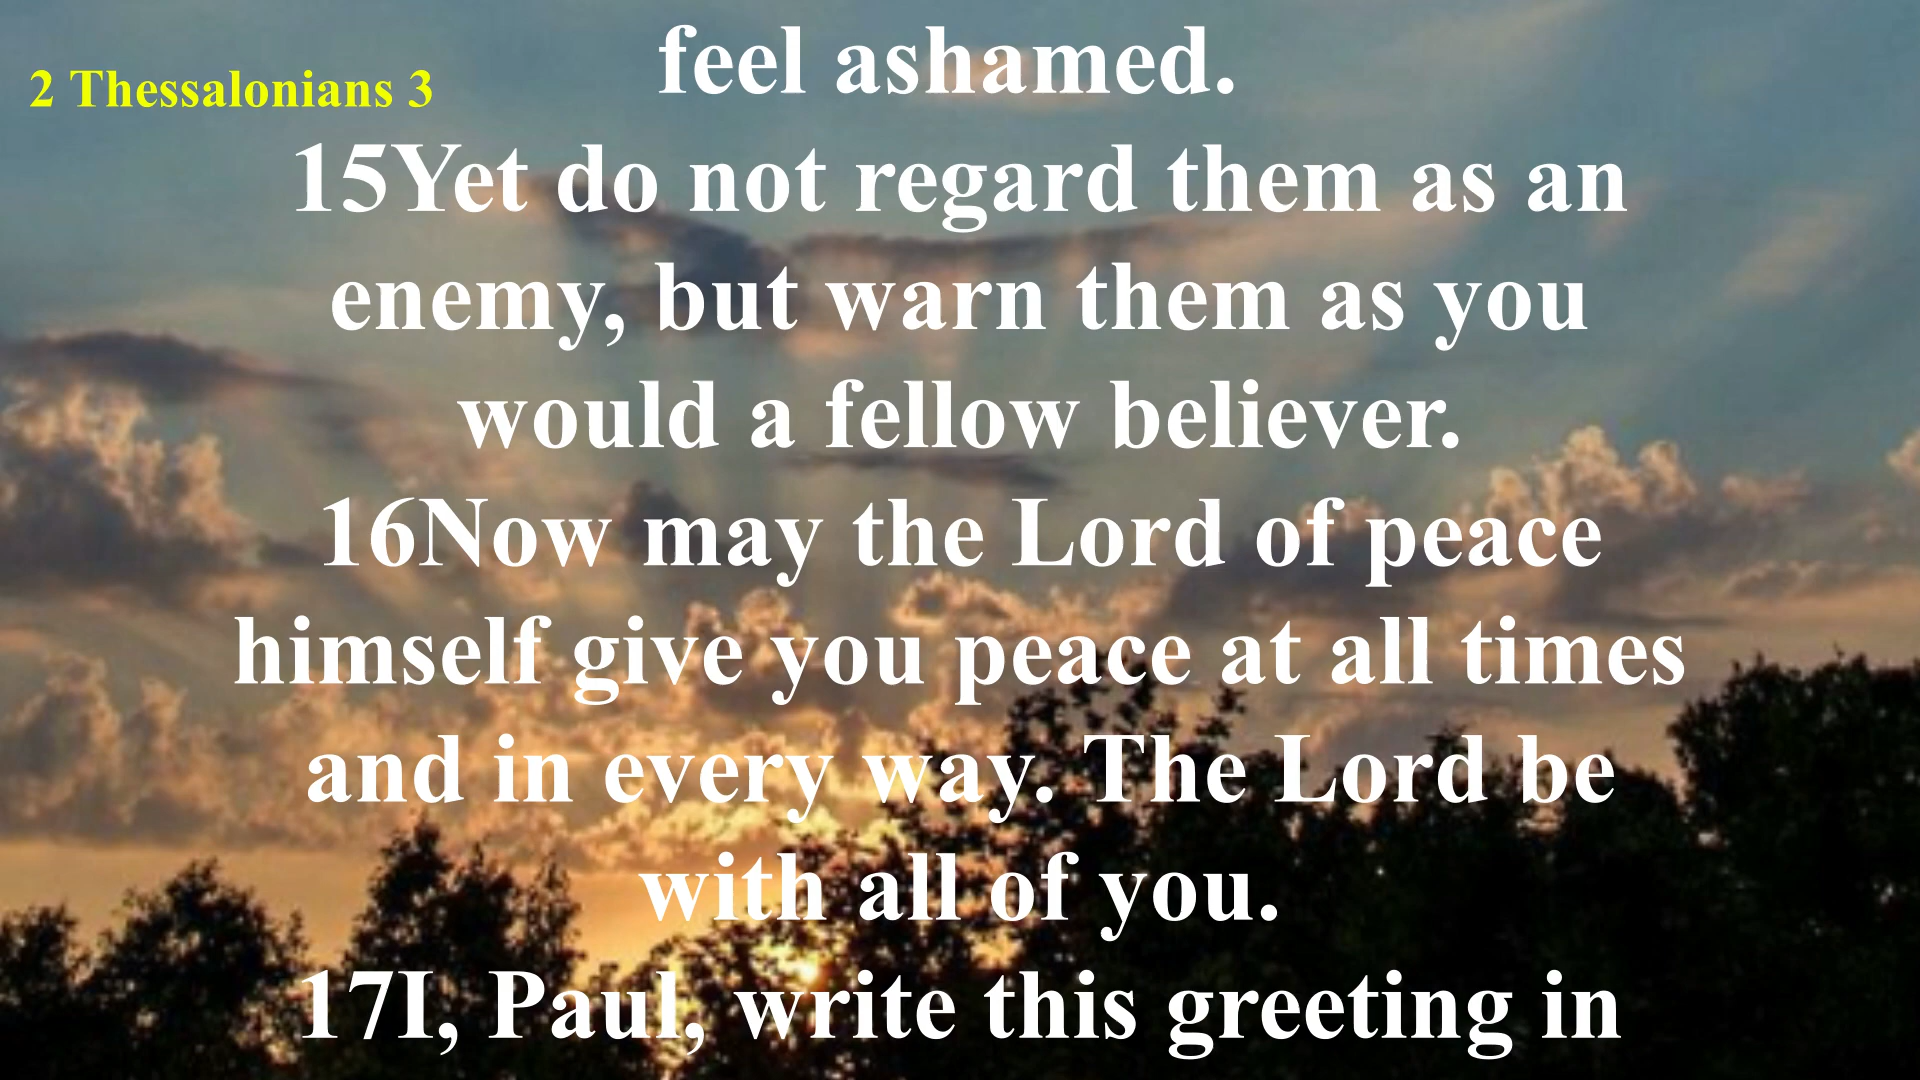 feel ashamed.
2 Thessalonians 3
15Yet do not regard them as an
enemy, but warn them as you
would a fellow believer.
16Now may the Lord of peace
himself give you peace at all times
and in every way. The Lord be
with all of you.
17I, Paul, write this greeting in